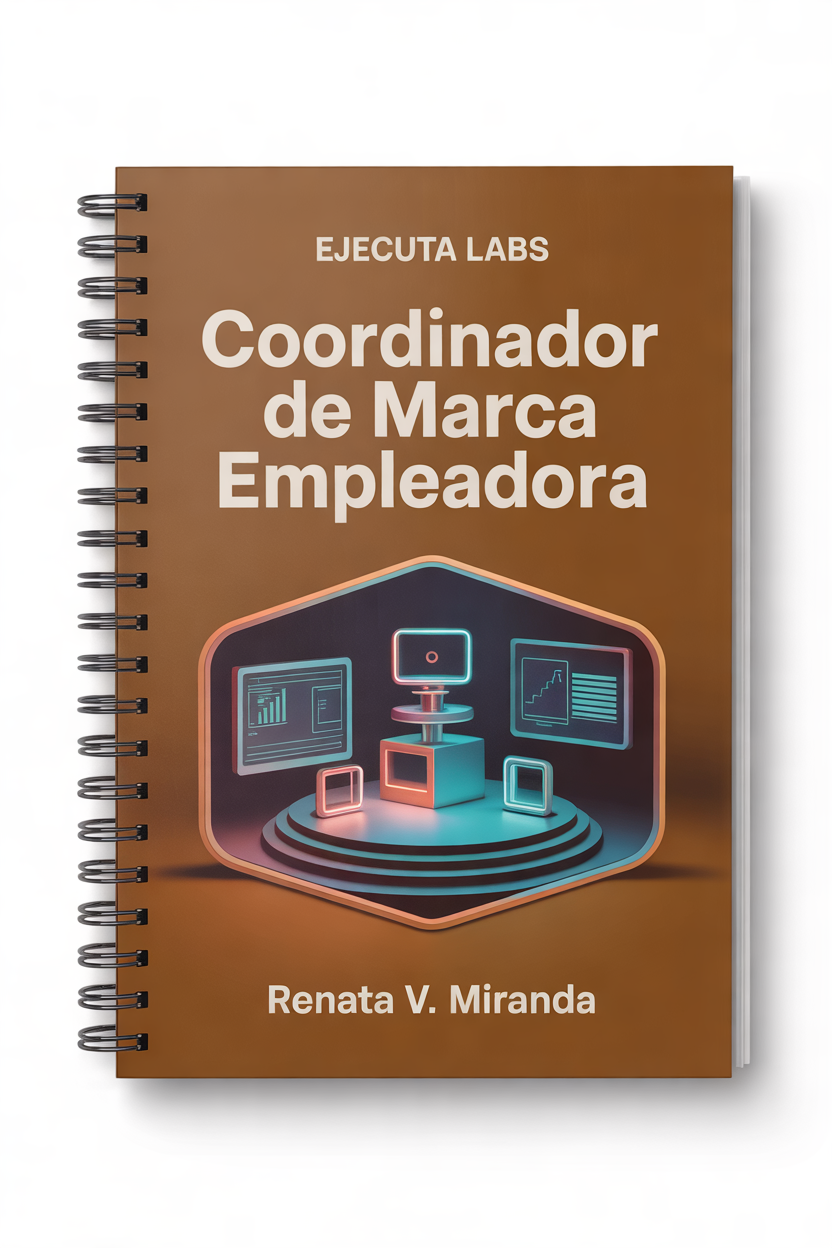 EJECUTA LABS
Coordinador
de Marca
Empleadora
Renata V. Miranda